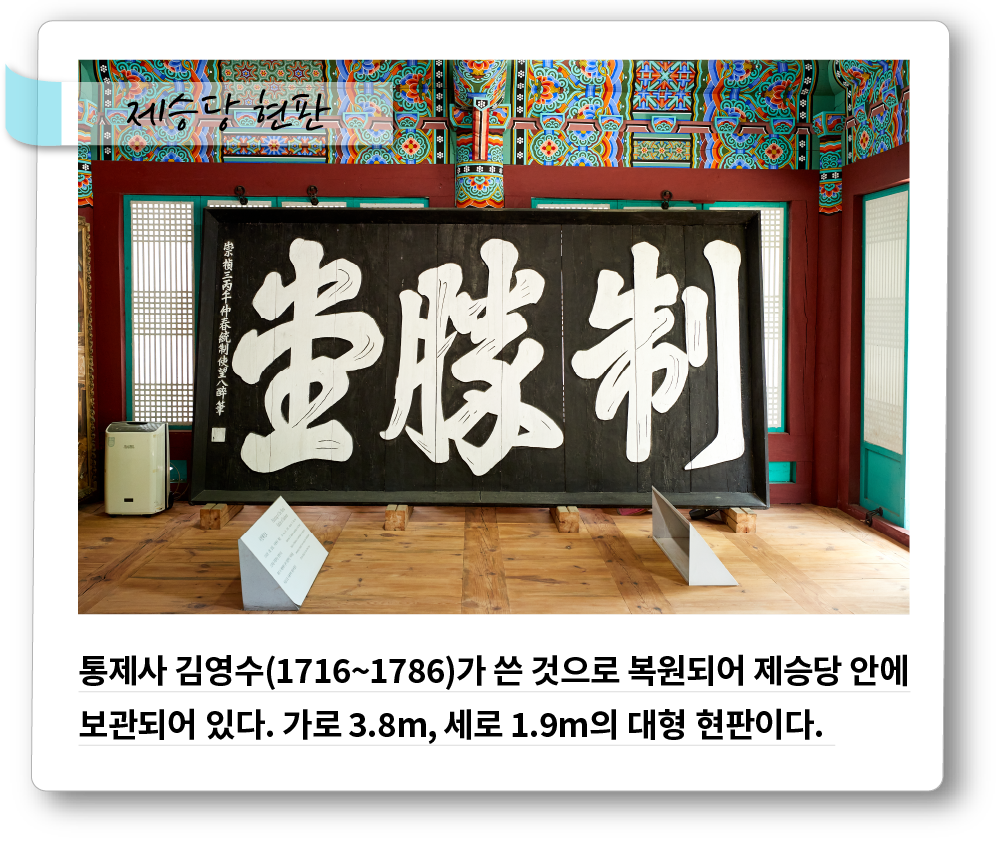 제승당 현판
制勝堂
崇禎三丙午仲春統制使望八醉筆
통제사 김영수(1716~1786)가 쓴 것으로 복원되어 제승당 안에
보관되어 있다. 가로 3.8m, 세로 1.9m의 대형 현판이다.